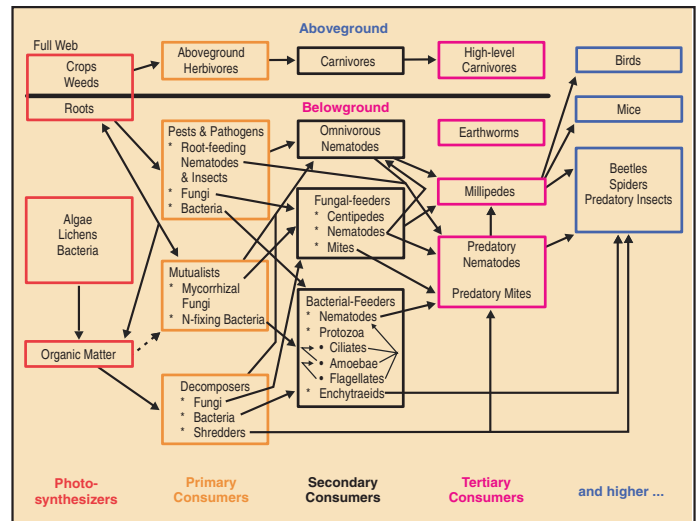 Aboveground
Full Web
Crops
Weeds
Roots
Aboveground
Herbivores
Carnivores
High-level
Carnivores
Birds
Belowground
Mice
Pests & Pathogens
* Root-feeding
Nematodes
& Insects
* Fungi
* Bacteria
Omnivorous
Nematodes
Earthworms
Fungal-feeders
* Centipedes
* Nematodes
* Mites
Millipedes
Beetles
Spiders
Predatory Insects
Algae
Lichens
Bacteria
Mutualists
* Mycorrhizal
Fungi
* N-fixing Bacteria
Predatory
Nematodes
Predatory Mites
Bacterial-Feeders
* Nematodes
* Protozoa
• Ciliates
• Amoebae
• Flagellates
* Enchytraeids
Organic Matter
Decomposers
* Fungi
* Bacteria
* Shredders
Photo-
synthesizers
Primary
Consumers
Secondary
Consumers
Tertiary
Consumers
and higher ...